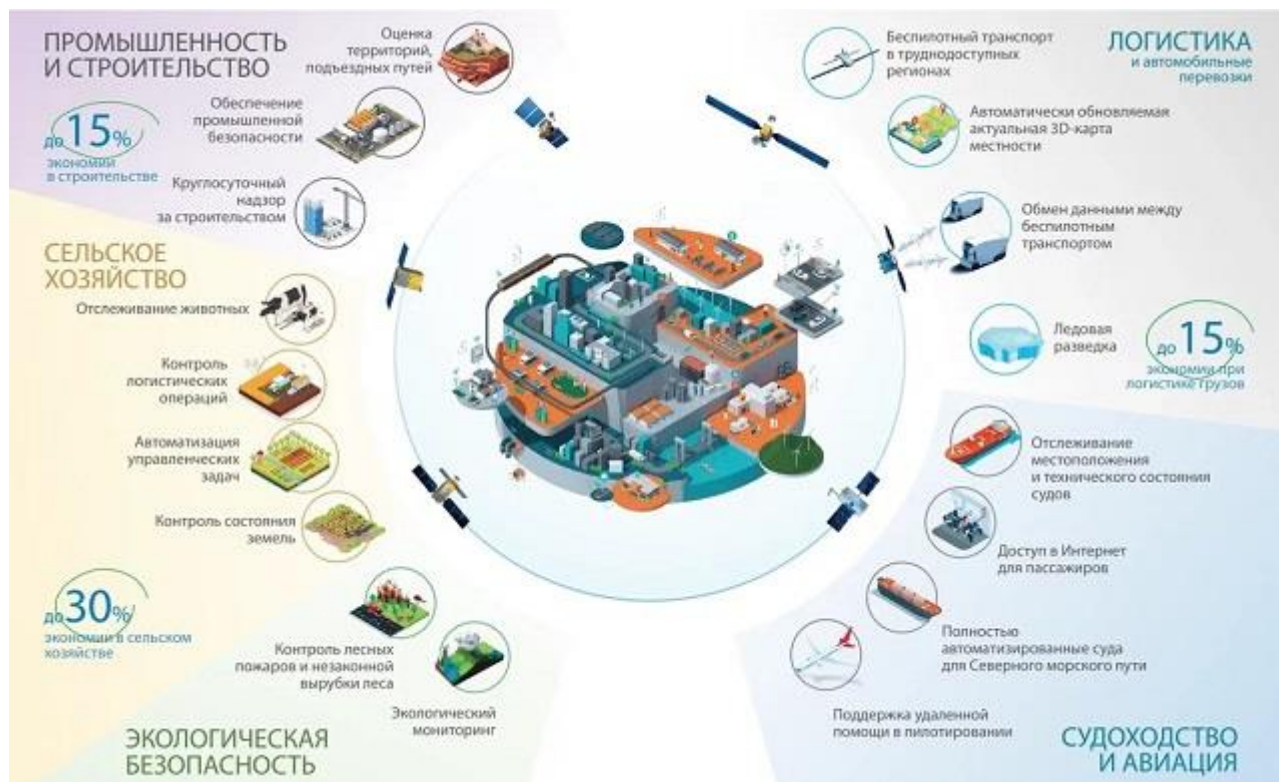 ПРОМЫШЛЕННОСТЬ
И СТРОИТЕЛЬСТВО
Оценка
территорий,
подъездных путей
Обеспечение
промышленной
безопасности
до 15%
экономии
в строительстве
Круглосуточный
надзор
за строительством
СЕЛЬСКОЕ
ХОЗЯЙСТВО
Отслеживание животных
Контроль
логистических
операций
Автоматизация
управленческих
задач
Контроль состояния
земель
до 30%
экономии в сельском
хозяйстве
Контроль лесных
пожаров и незаконной
вырубки леса
Экологический
мониторинг
ЭКОЛОГИЧЕСКАЯ
БЕЗОПАСНОСТЬ
ЛОГИСТИКА
и автомобильные
перевозки
Беспилотный транспорт
в труднодоступных
регионах
Автоматически обновляемая
актуальная 3D-карта
местности
Обмен данными между
беспилотным
транспортом
Ледовая
разведка
до 15%
экономии при
логистике грузов
Отслеживание
местоположения
и технического состояния
судов
Доступ в Интернет
для пассажиров
Полностью
автоматизированные суда
для Северного морского пути
Поддержка удаленной
помощи в пилотировании
СУДОХОДСТВО
И АВИАЦИЯ